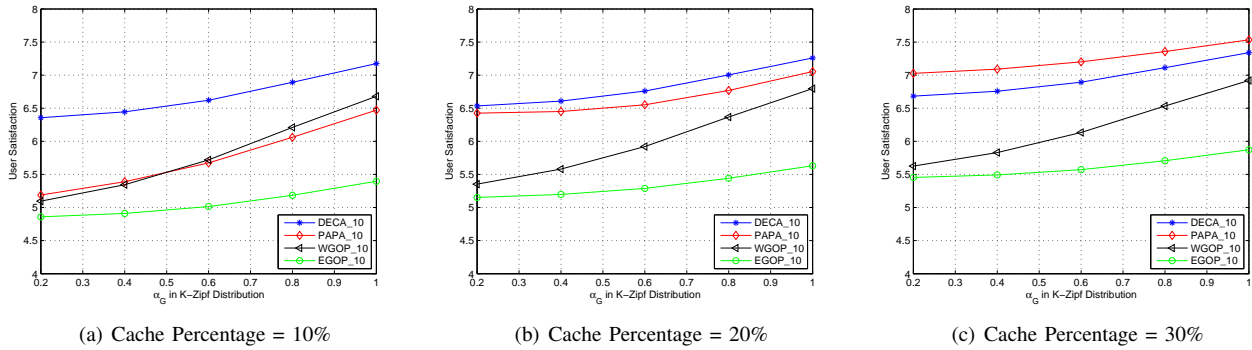 8
7.5
7
6.5
6
5.5
5
4.5
4
User Satisfaction
0.2 0.3 0.4 0.5 0.6 0.7 0.8 0.9 1
α_G in K−Zipf Distribution
DECA_10
PAPA_10
WGOP_10
EGOP_10
(a) Cache Percentage = 10%
8
7.5
7
6.5
6
5.5
5
4.5
4
User Satisfaction
0.2 0.3 0.4 0.5 0.6 0.7 0.8 0.9 1
α_G in K−Zipf Distribution
DECA_10
PAPA_10
WGOP_10
EGOP_10
(b) Cache Percentage = 20%
8
7.5
7
6.5
6
5.5
5
4.5
4
User Satisfaction
0.2 0.3 0.4 0.5 0.6 0.7 0.8 0.9 1
α_G in K−Zipf Distribution
DECA_10
PAPA_10
WGOP_10
EGOP_10
(c) Cache Percentage = 30%